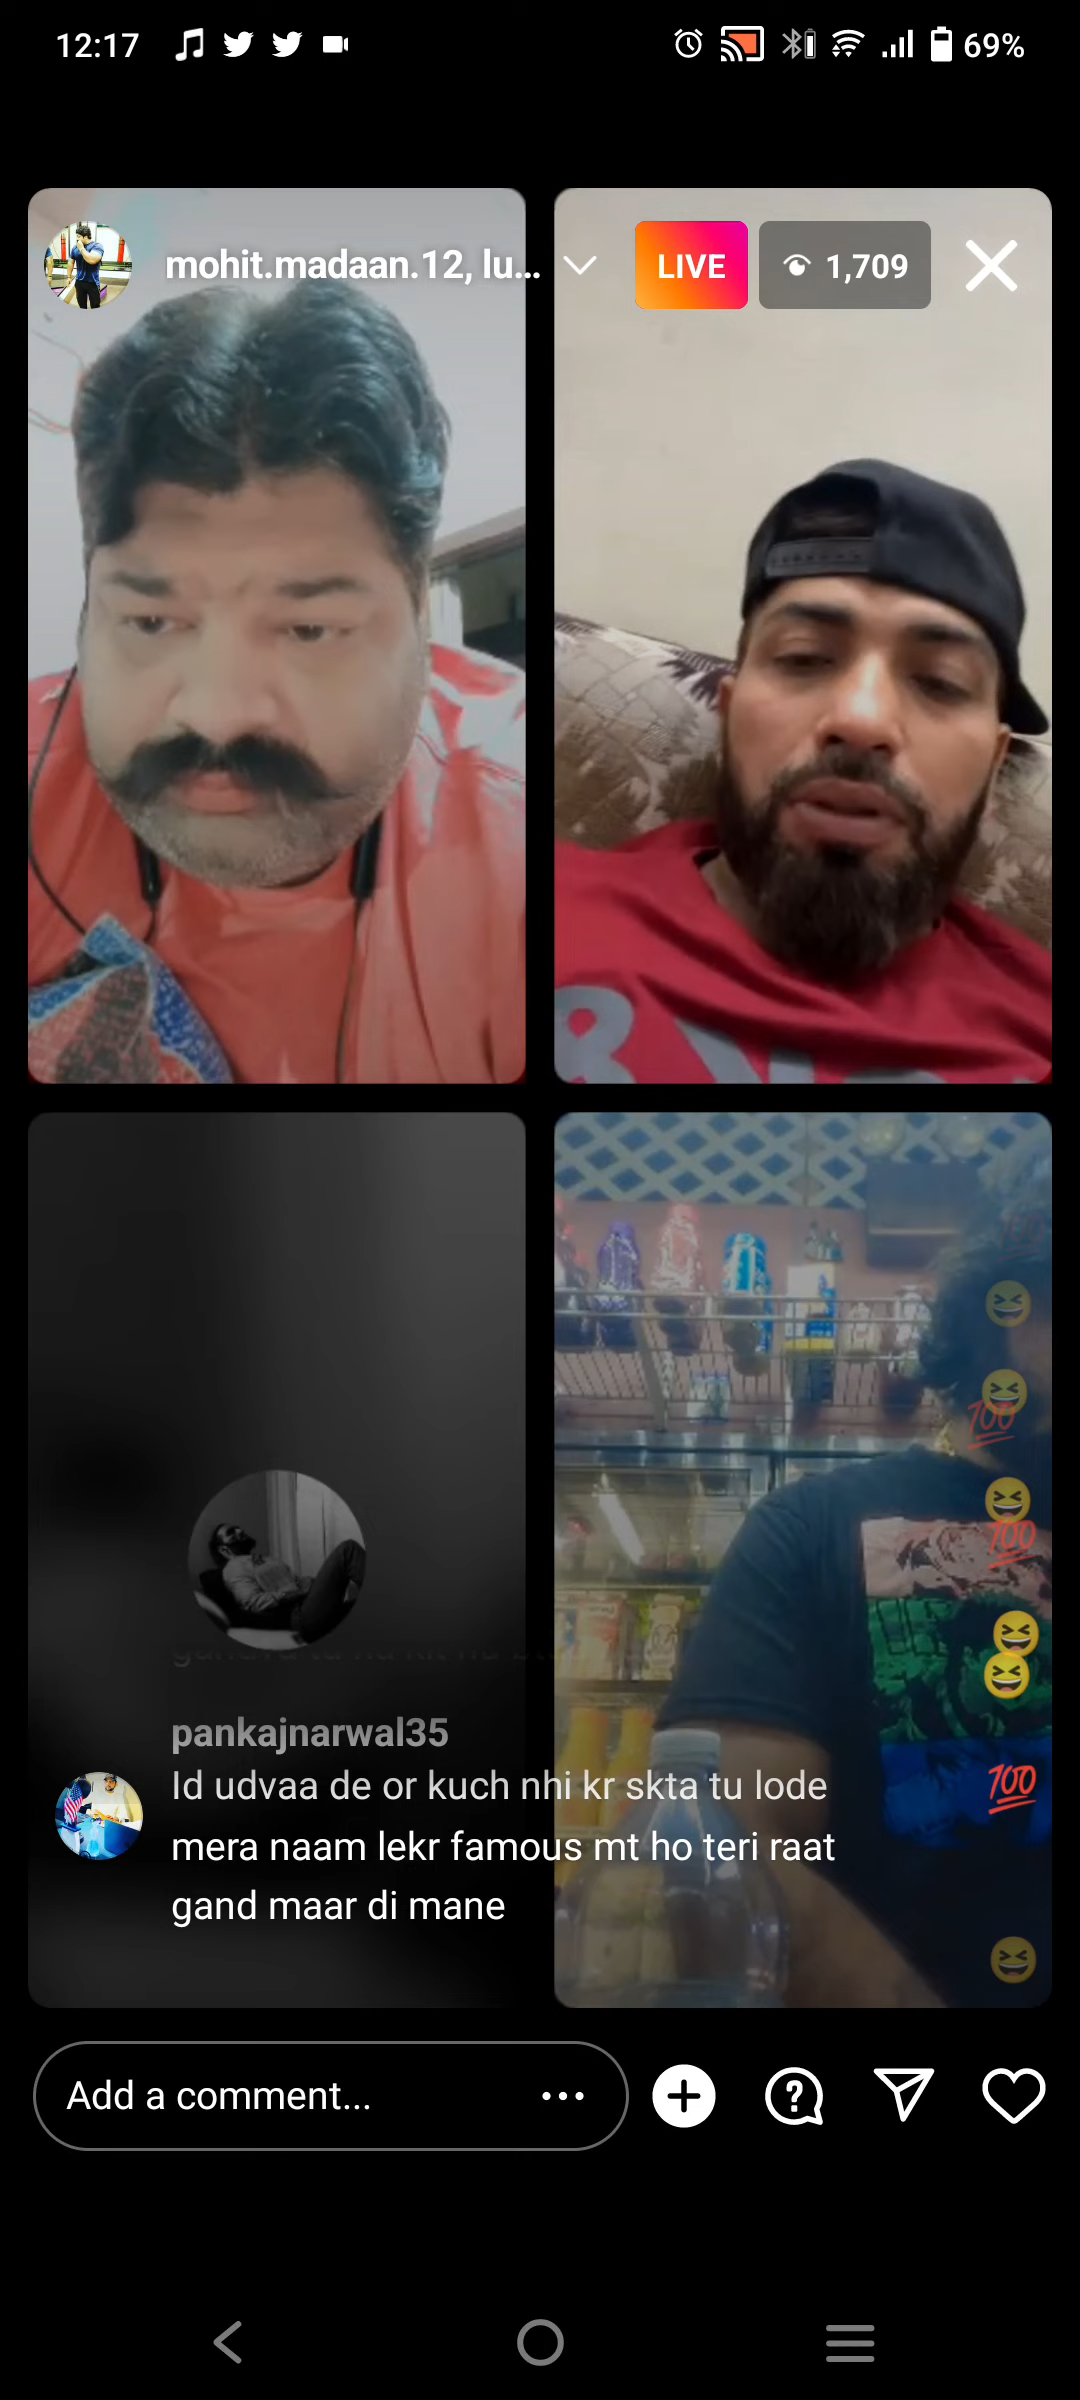 12:17
69%
mohit.madaan.12, lu...
LIVE
1,709
pankajnarwal35
Id udvaa de or kuch nhi kr skta tu lode
mera naam lekr famous mt ho teri raat
gand maar di mane
Add a comment...